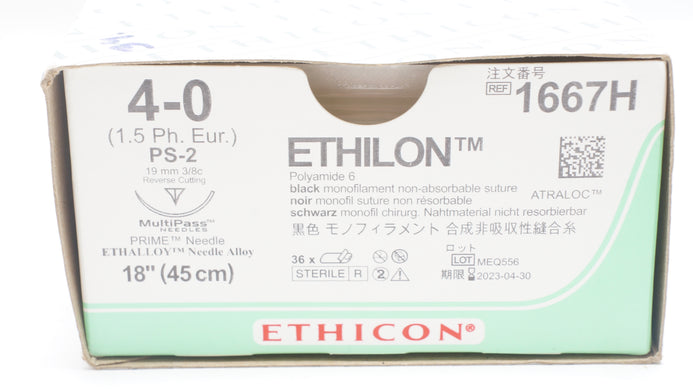 4-0
(1.5 Ph. Eur.)
PS-2
19 mm 3/8c
Reverse Cutting
MultiPass™
NEEDLES
PRIME™ Needle
ETHALLOY™ Needle Alloy
18" (45 cm)
ETHILON™
Polyamide 6
black monofilament non-absorbable suture
noir monofil suture non résorbable
schwarz monofil chirurg. Nahtmaterial nicht resorbierbar
黒色 モノフィラメント 合成非吸収性縫合糸
36 x
STERILE R
2
注文番号
REF 1667H
ATRALOC™
ロット
LOT MEQ556
期限 2023-04-30
ETHICON®